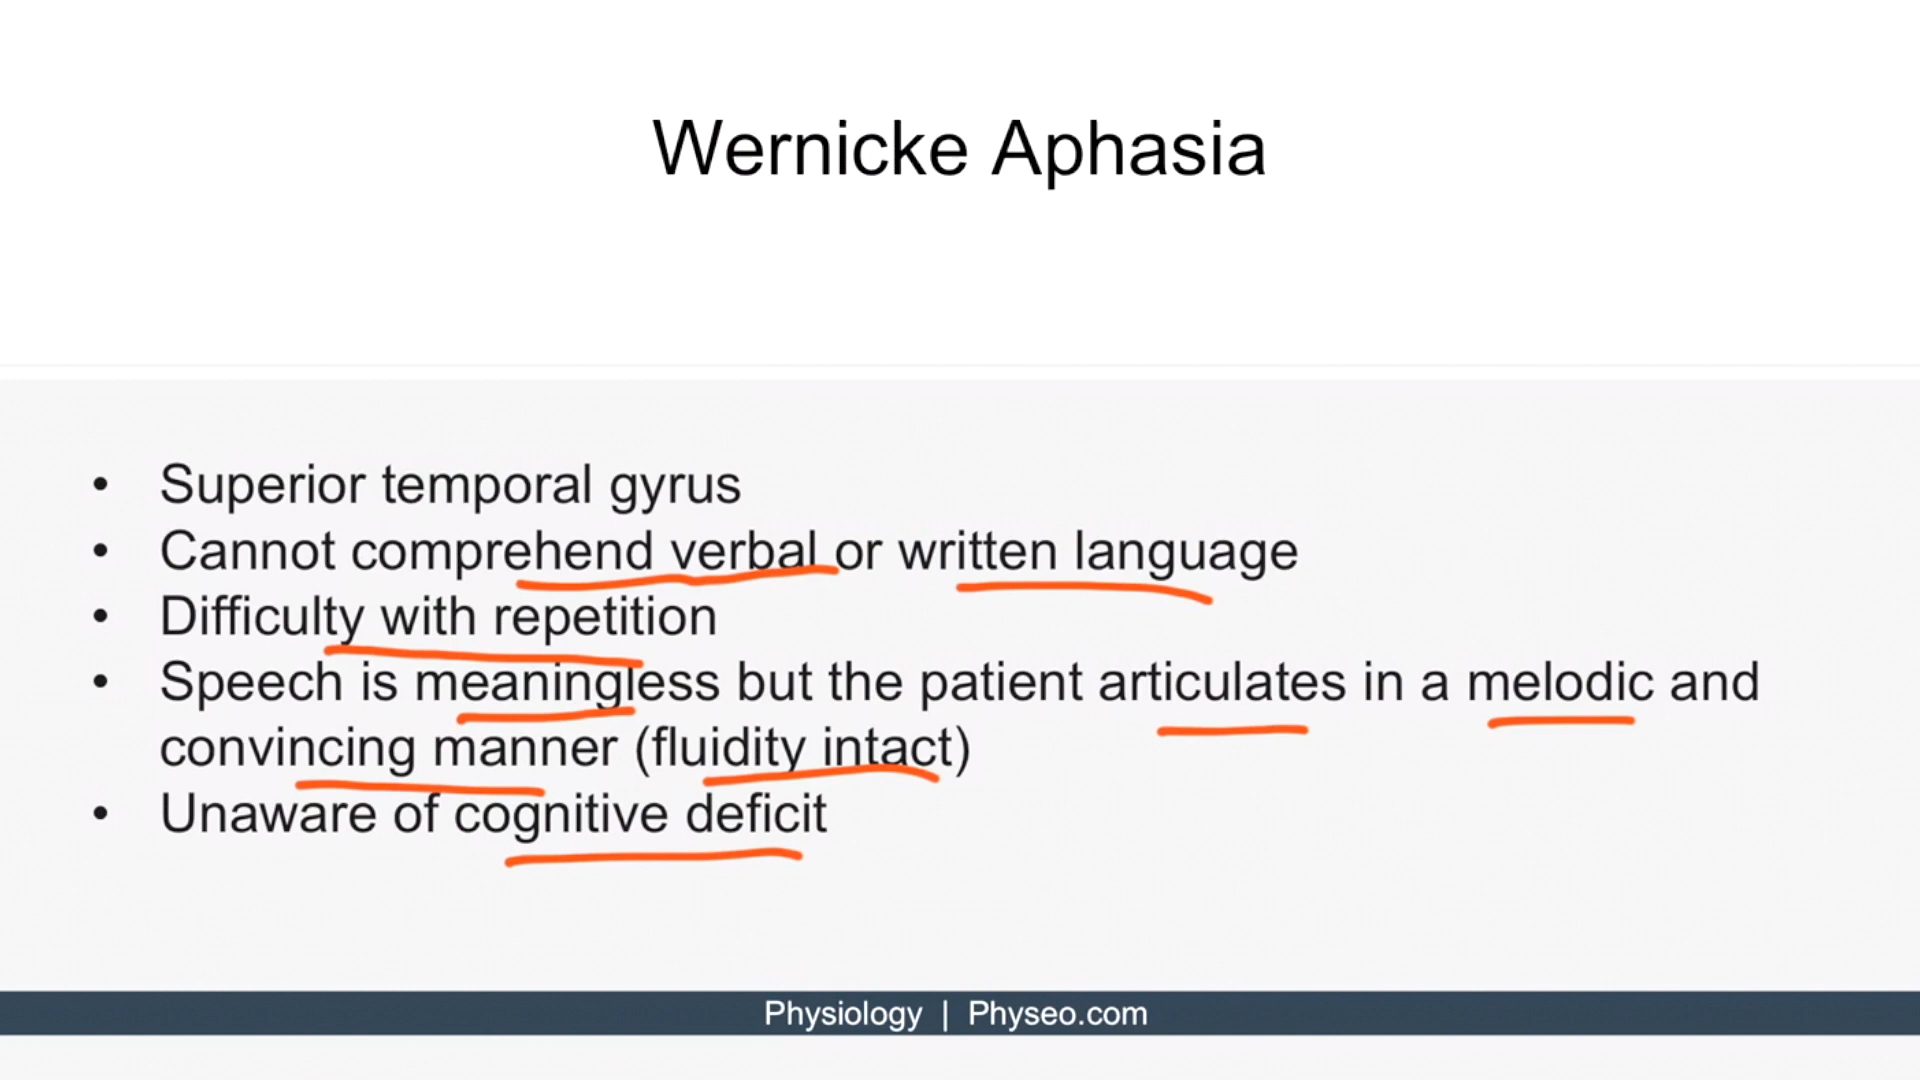 Wernicke Aphasia
• Superior temporal gyrus
• Cannot comprehend verbal or written language
• Difficulty with repetition
• Speech is meaningless but the patient articulates in a melodic and
convincing manner (fluidity intact)
• Unaware of cognitive deficit
Physiology | Physeo.com